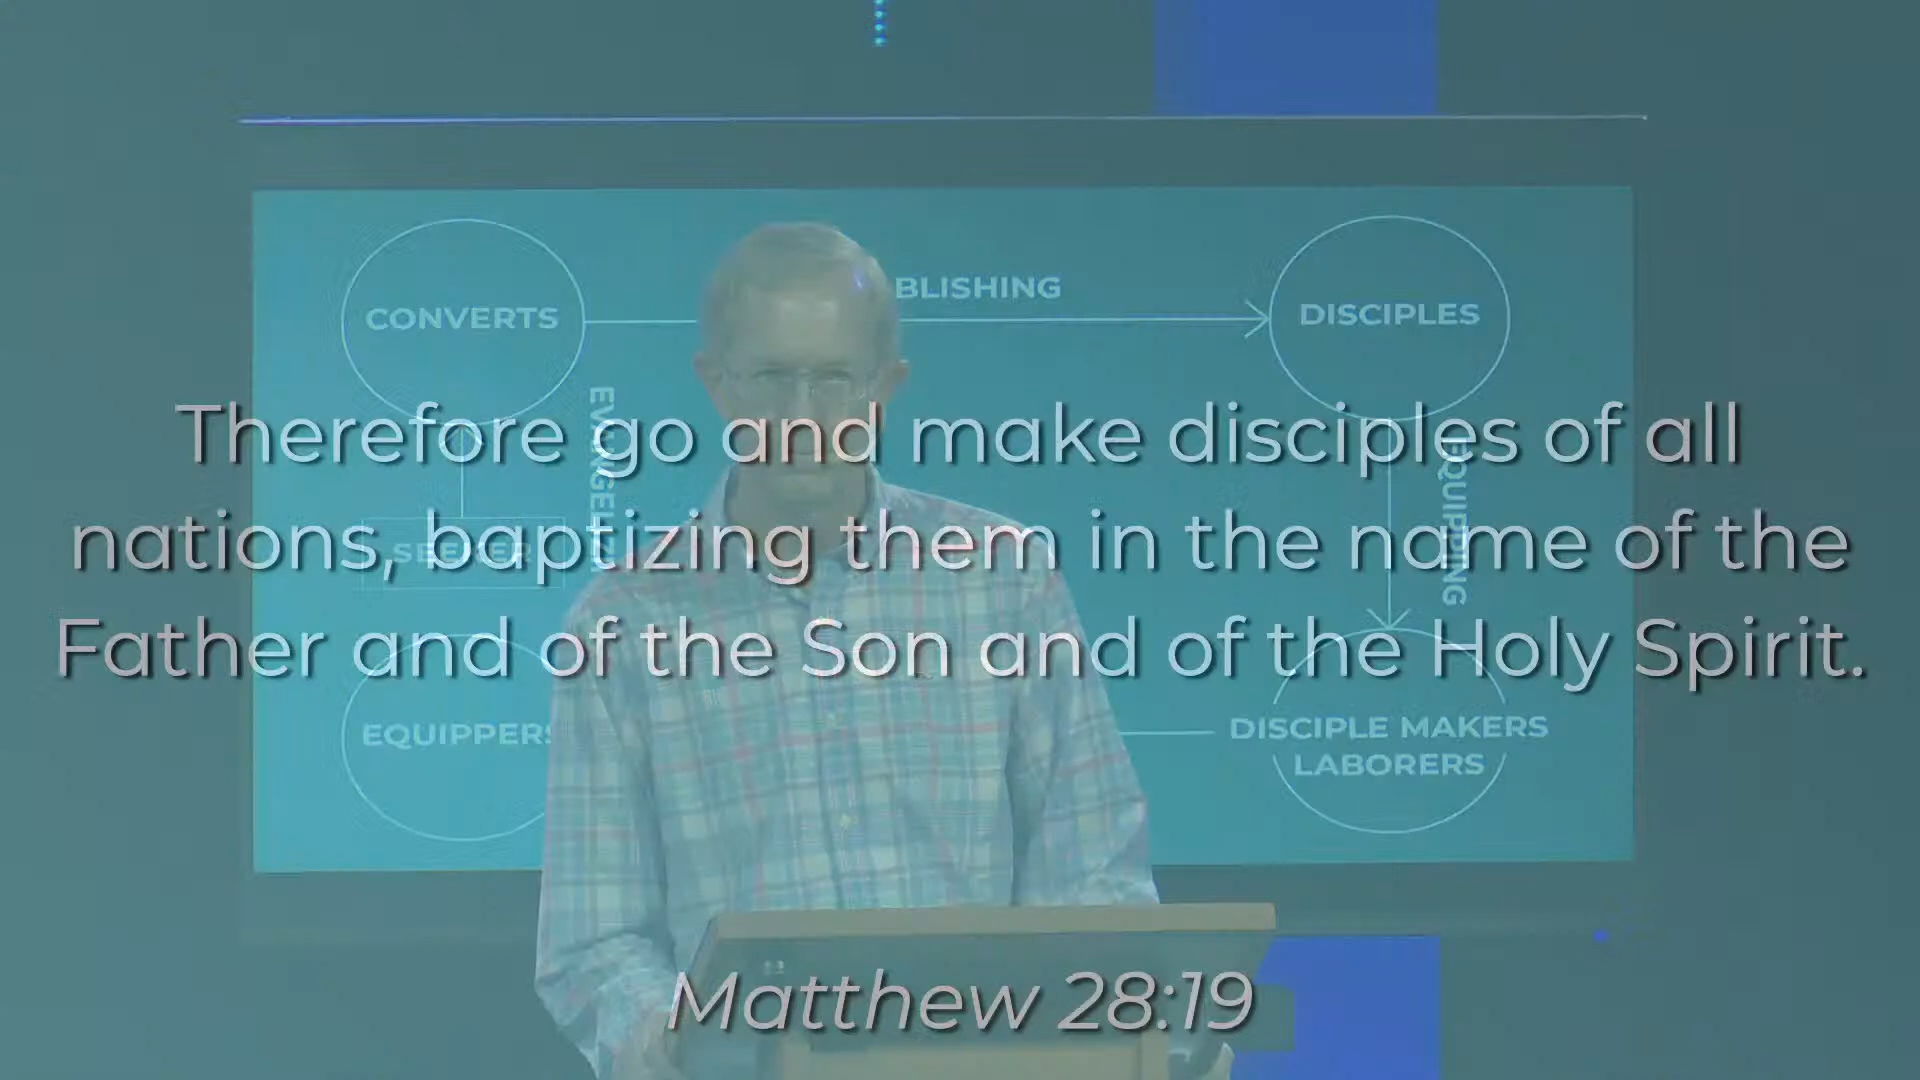 CONVERTS
BLISHING
DISCIPLES
Therefore go and make disciples of all
nations, baptizing them in the name of the
Father and of the Son and of the Holy Spirit.
EQUIPPING
EQUIPPERS
DISCIPLE MAKERS
LABORERS
Matthew 28:19